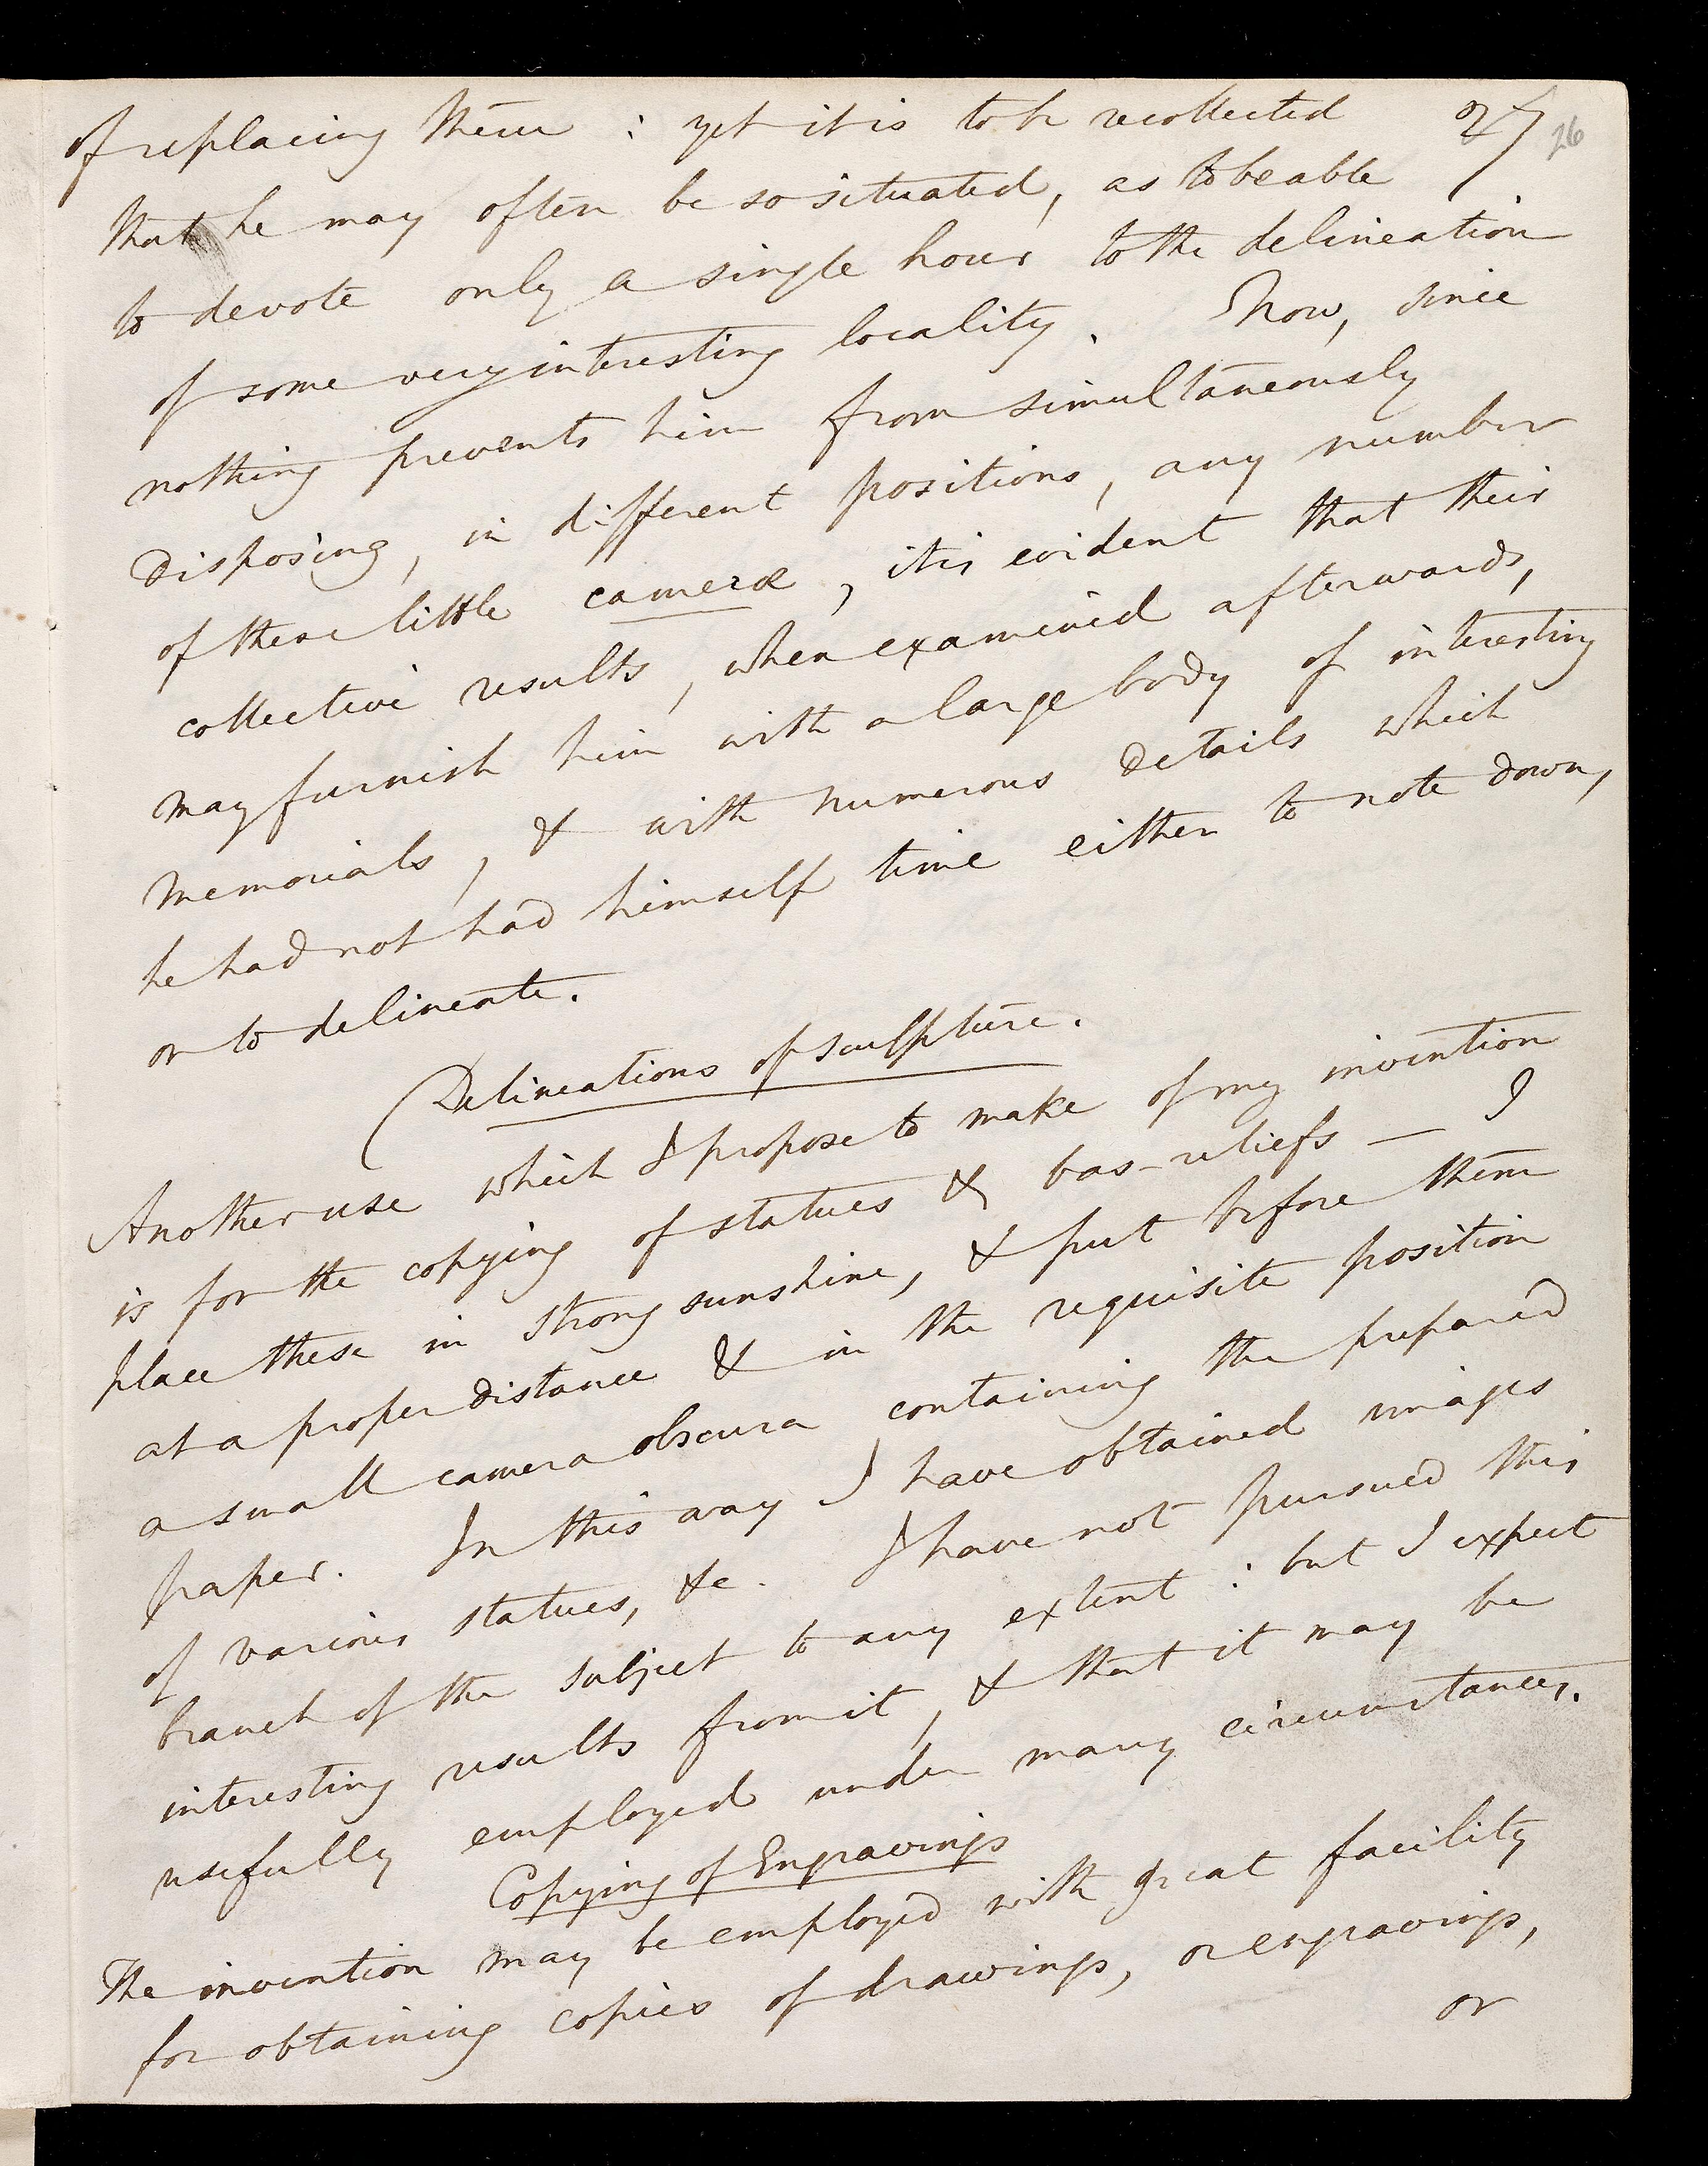 of replacing them : yet it is to be recollected 27 26
that he may often be so situated, as to be able
to devote only a single hour to the delineation
of some very interesting locality. Now, since
nothing prevents him from simultaneously
disposing, in different positions, any number
of these little cameræ, it is evident that their
collective results, when examined afterwards,
may furnish him with a large body of interesting
memorials, & with numerous details which
he had not had himself time either to note down,
or to delineate.
(Delineations of sculpture.
Another use which I propose to make of my invention
is for the copying of statues & bas-reliefs — I
place these in strong sunshine, & put before them
at a proper distance & in the requisite position
a small camera obscura containing the prepared
paper. In this way I have obtained images
of various statues, &c. I have not pursued this
branch of the subject to any extent : but I expect
interesting results from it, & that it may be
usefully employed under many circumstances.
Copying of Engravings
The invention may be employed with great facility
for obtaining copies of drawings, or engravings,
or